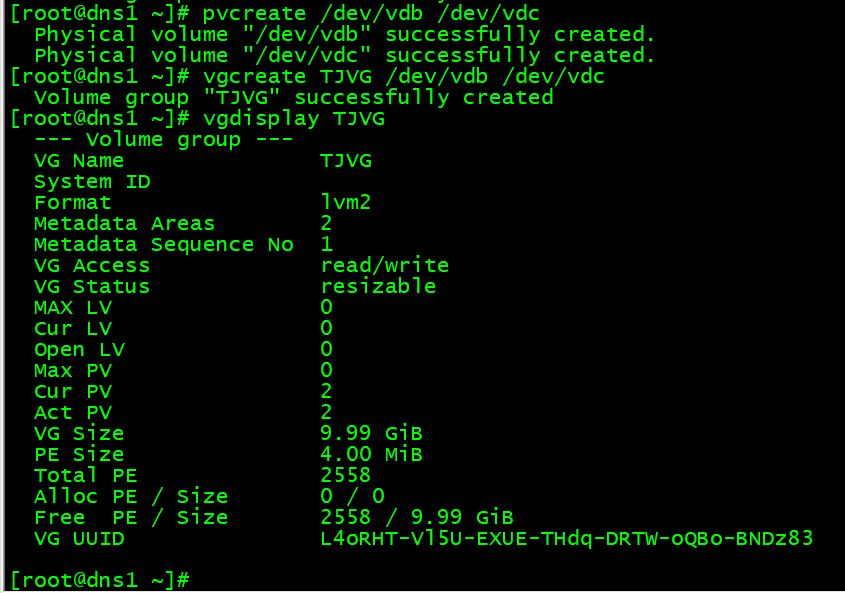 [root@dns1 ~]# pvcreate /dev/vdb /dev/vdc
  Physical volume "/dev/vdb" successfully created.
  Physical volume "/dev/vdc" successfully created.
[root@dns1 ~]# vgcreate TJVG /dev/vdb /dev/vdc
  Volume group "TJVG" successfully created
[root@dns1 ~]# vgdisplay TJVG
  --- Volume group ---
  VG Name               TJVG
  System ID
  Format                lvm2
  Metadata Areas        2
  Metadata Sequence No  1
  VG Access             read/write
  VG Status             resizable
  MAX LV                0
  Cur LV                0
  Open LV               0
  Max PV                0
  Cur PV                2
  Act PV                2
  VG Size               9.99 GiB
  PE Size               4.00 MiB
  Total PE              2558
  Alloc PE / Size       0 / 0
  Free  PE / Size       2558 / 9.99 GiB
  VG UUID               L4oRHT-Vl5U-EXUE-THdq-DRTW-oQBo-BNDz83
[root@dns1 ~]#